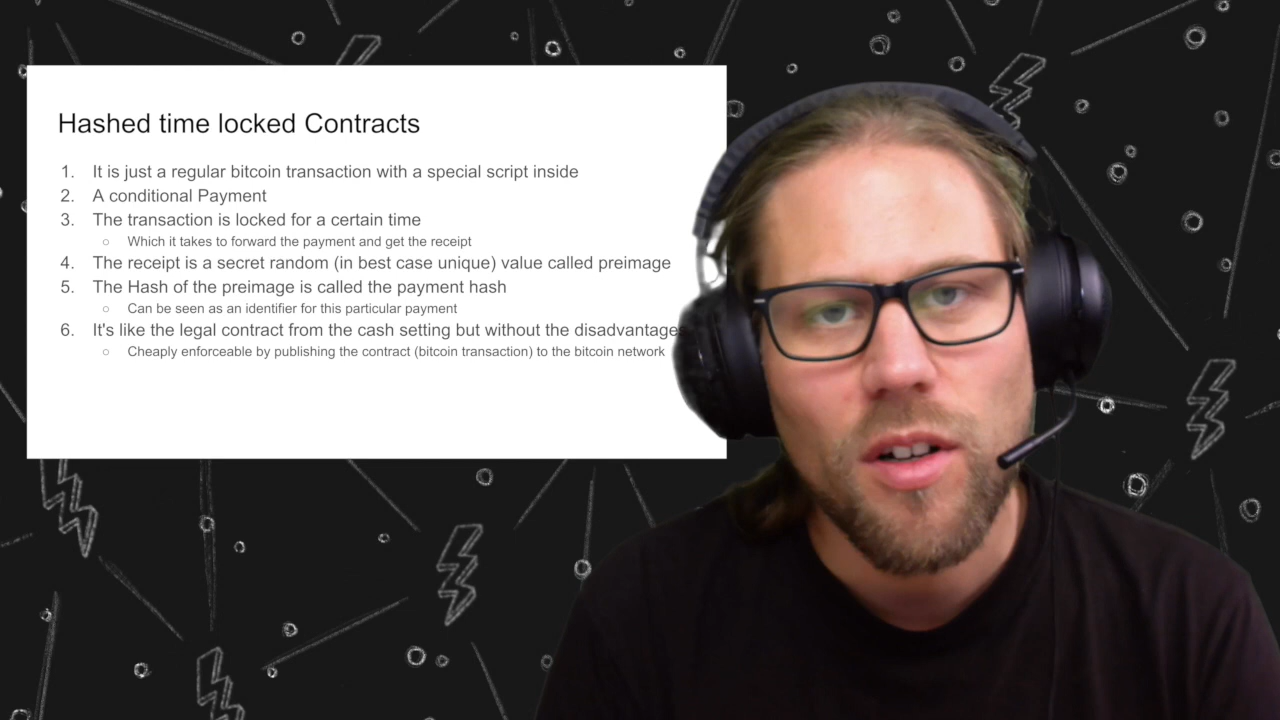 Hashed time locked Contracts
1. It is just a regular bitcoin transaction with a special script inside
2. A conditional Payment
3. The transaction is locked for a certain time
○ Which it takes to forward the payment and get the receipt
4. The receipt is a secret random (in best case unique) value called preimage
5. The Hash of the preimage is called the payment hash
○ Can be seen as an identifier for this particular payment
6. It's like the legal contract from the cash setting but without the disadvantages
○ Cheaply enforceable by publishing the contract (bitcoin transaction) to the bitcoin network